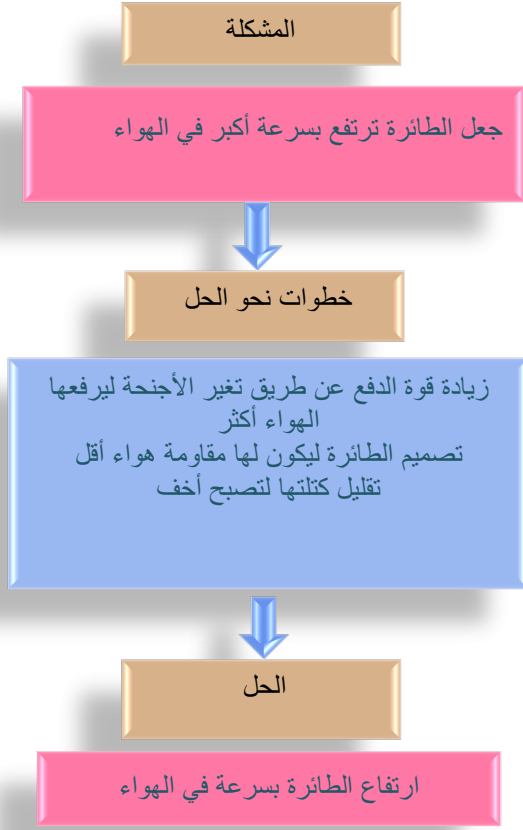 المشكلة
جعل الطائرة ترتفع بسرعة أكبر في الهواء
خطوات نحو الحل
زيادة قوة الدفع عن طريق تغير الأجنحة ليرفعها
الهواء أكثر
تصميم الطائرة ليكون لها مقاومة هواء أقل
تقليل كتلتها لتصبح أخف
الحل
ارتفاع الطائرة بسرعة في الهواء